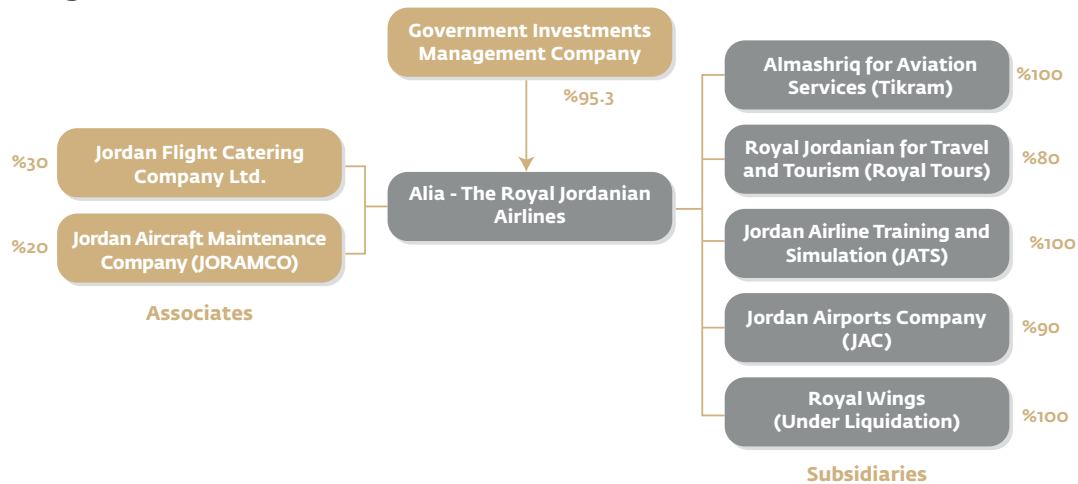 Government Investments
Management Company
%95.3
Jordan Flight Catering
Company Ltd.
%30
Jordan Aircraft Maintenance
Company (JORAMCO)
%20
Associates
Alia - The Royal Jordanian
Airlines
Almashriq for Aviation
Services (Tikram)
%100
Royal Jordanian for Travel
and Tourism (Royal Tours)
%80
Jordan Airline Training and
Simulation (JATS)
%100
Jordan Airports Company
(JAC)
%90
Royal Wings
(Under Liquidation)
%100
Subsidiaries